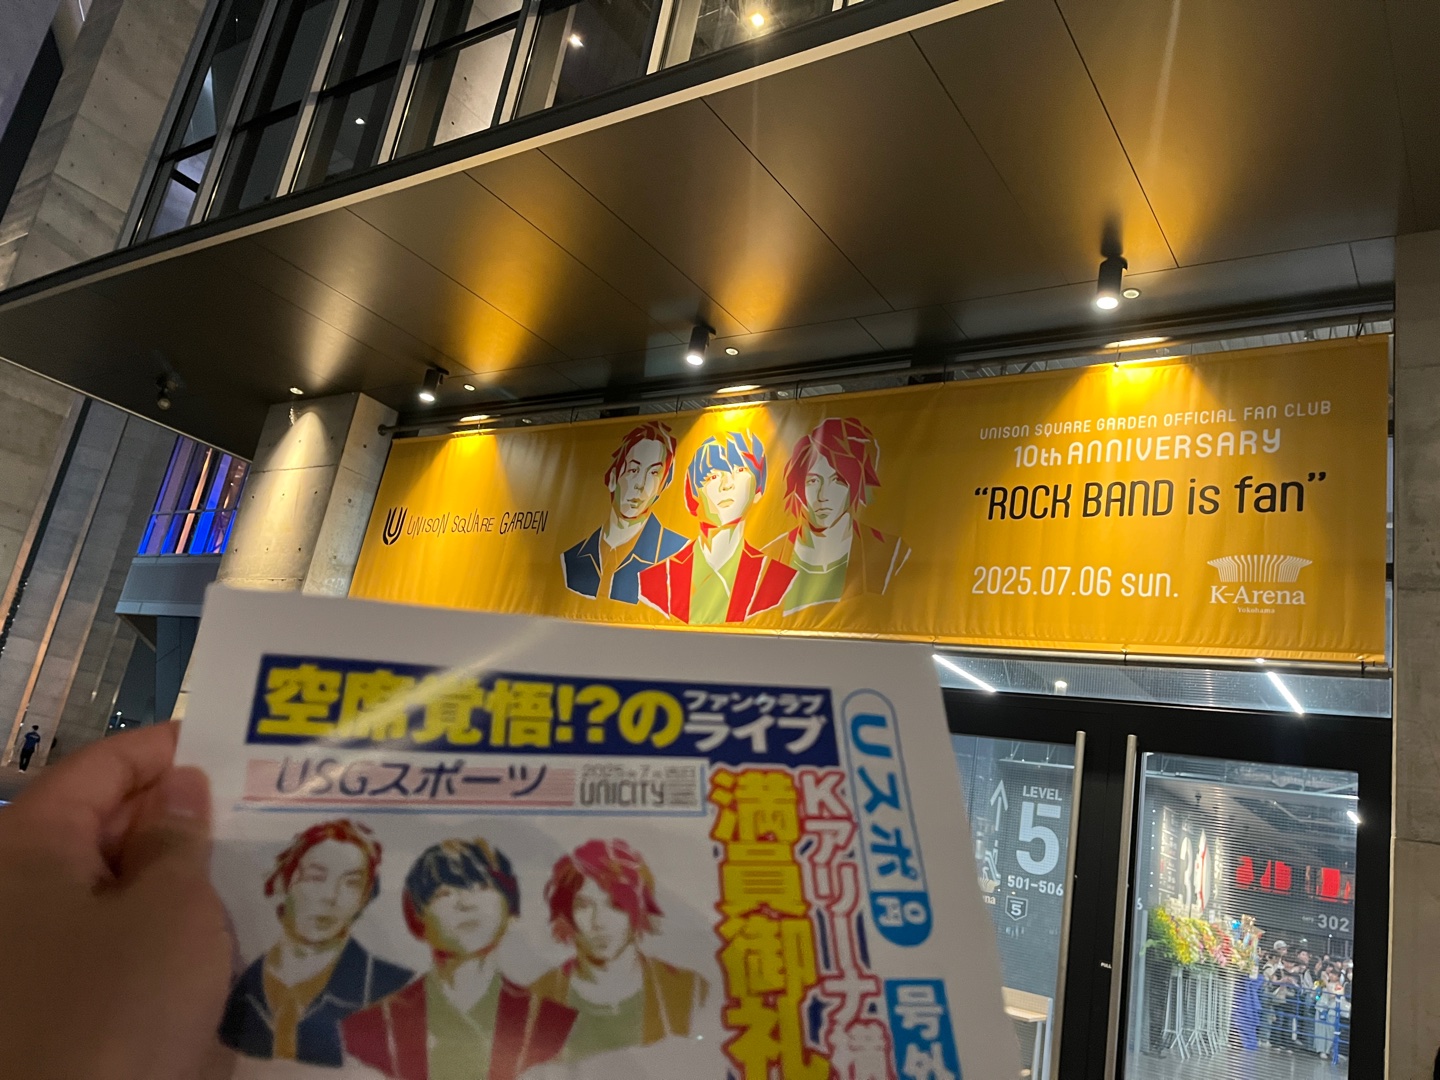 UNISON SQUARE GARDEN
UNISON SQUARE GARDEN OFFICIAL FAN CLUB
10th ANNIVERSARY
“ROCK BAND is fan”
2025.07.06 sun.
K-Arena
Yokohama
空席覚悟!?のファンクラブライブ
USGスポーツ
UNICITY
満員御礼
Kアリーナ横
Uスポ
号外
LEVEL
5
501-506
5
302